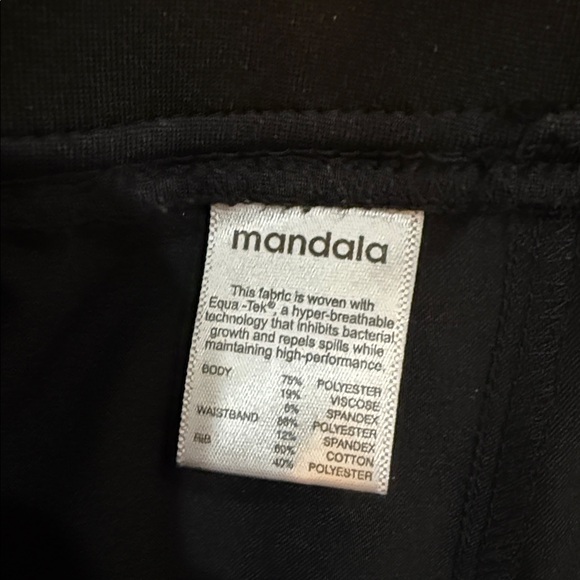 mandala
This fabric is woven with
Equa -Tek®, a hyper-breathable
technology that inhibits bacterial
growth and repels spills while
maintaining high-performance.
BODY 75% POLYESTER
19% VISCOSE
6% SPANDEX
WAISTBAND 88% POLYESTER
12% SPANDEX
RIB 60% COTTON
40% POLYESTER